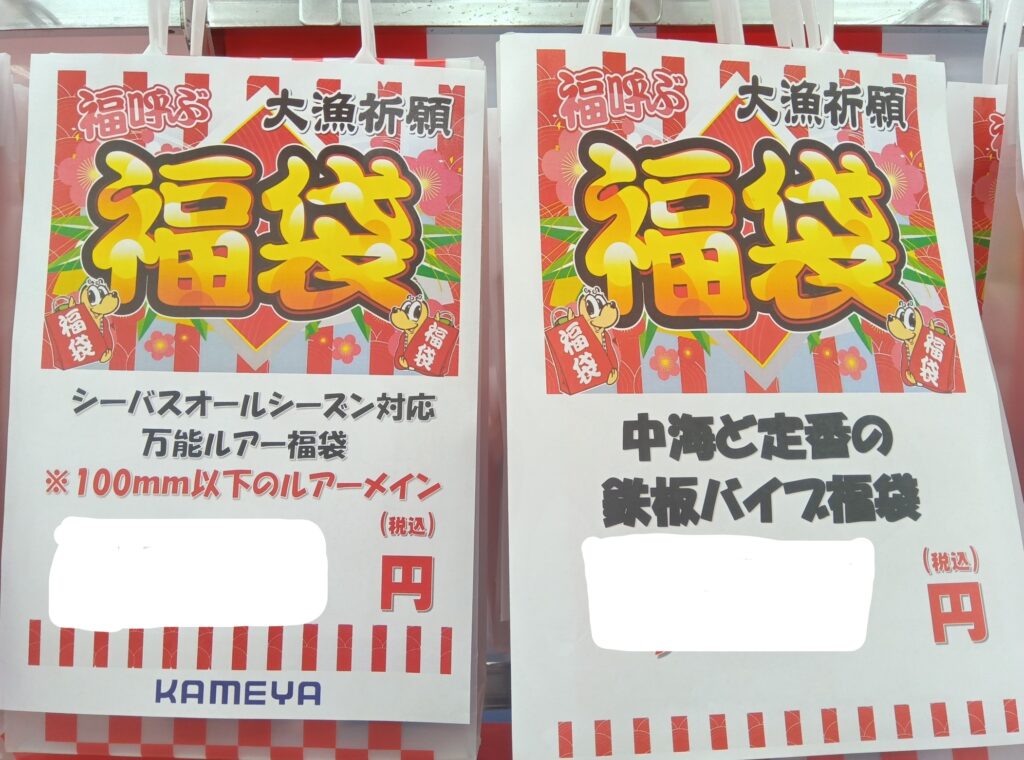 福呼ぶ 大漁祈願
福袋
福袋
福袋
シーバスオールシーズン対応
万能ルアー福袋
※100mm以下のルアーメイン
(税込)
円
KAMEYA
福呼ぶ 大漁祈願
福袋
福袋
福袋
中海と定番の
鉄板バイブ福袋
(税込)
円